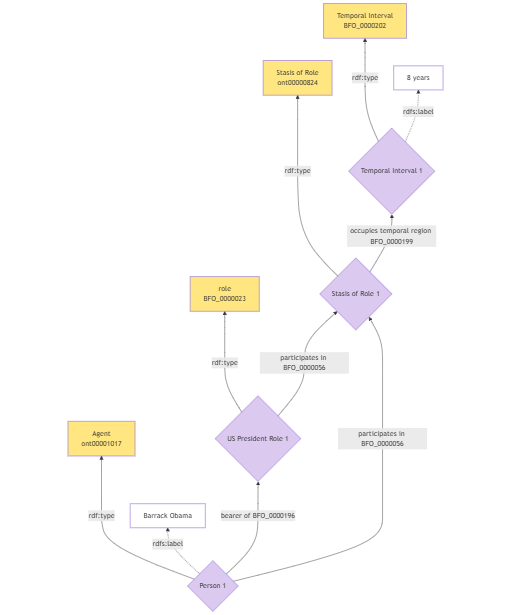 Temporal Interval
BFO_0000202
Stasis of Role
ont00000824
rdf:type
8 years
rdfs:label
rdf:type
Temporal Interval 1
occupies temporal region
BFO_0000199
role
BFO_0000023
Stasis of Role 1
rdf:type
participates in
BFO_0000056
Agent
ont00001017
US President Role 1
participates in
BFO_0000056
rdf:type
Barrack Obama
bearer of BFO_0000196
rdfs:label
Person 1